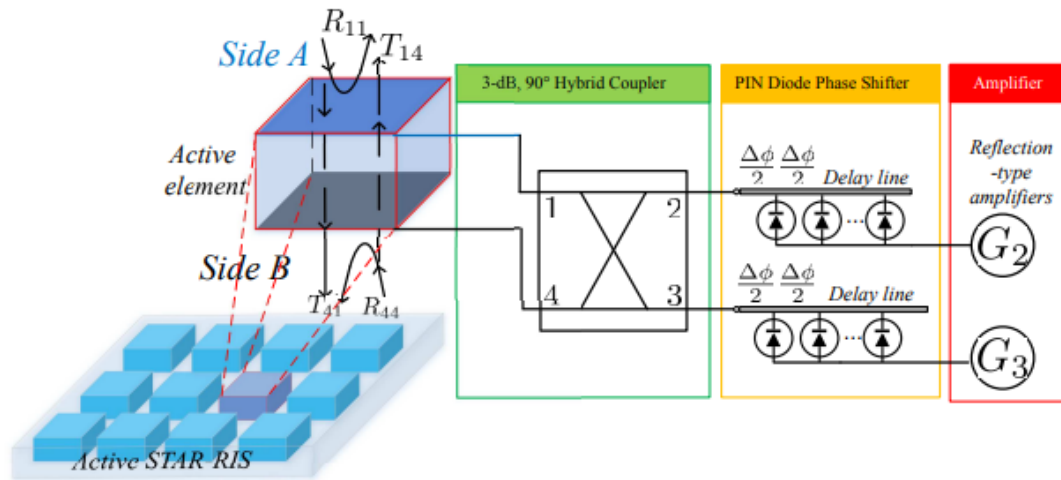 R₁₁
Side A
T₁₄
Active
element
Side B
T₄₁
R₄₄
Active STAR RIS
3-dB, 90° Hybrid Coupler
1
2
4
3
PIN Diode Phase Shifter
Δϕ/2 Δϕ/2
Delay line
...
Δϕ/2 Δϕ/2
Delay line
...
Amplifier
Reflection
-type
amplifiers
G₂
G₃